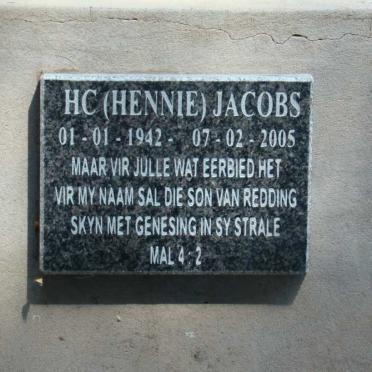 HC (HENNIE) JACOBS
01 - 01 - 1942 - 07 - 02 - 2005
MAAR VIR JULLE WAT EERBIED HET
VIR MY NAAM SAL DIE SON VAN REDDING
SKYN MET GENESING IN SY STRALE
MAL 4 - 2